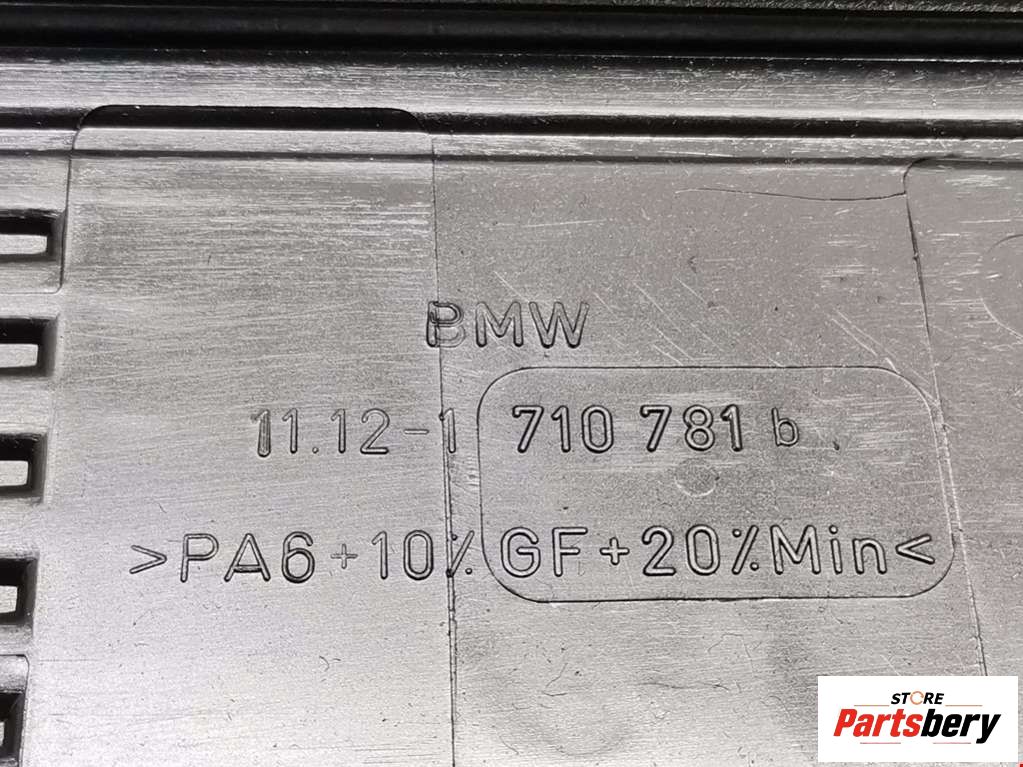 BMW
11.12-1 710 781 b
>PA6+10% GF+20%Min<
STORE
Partsbery